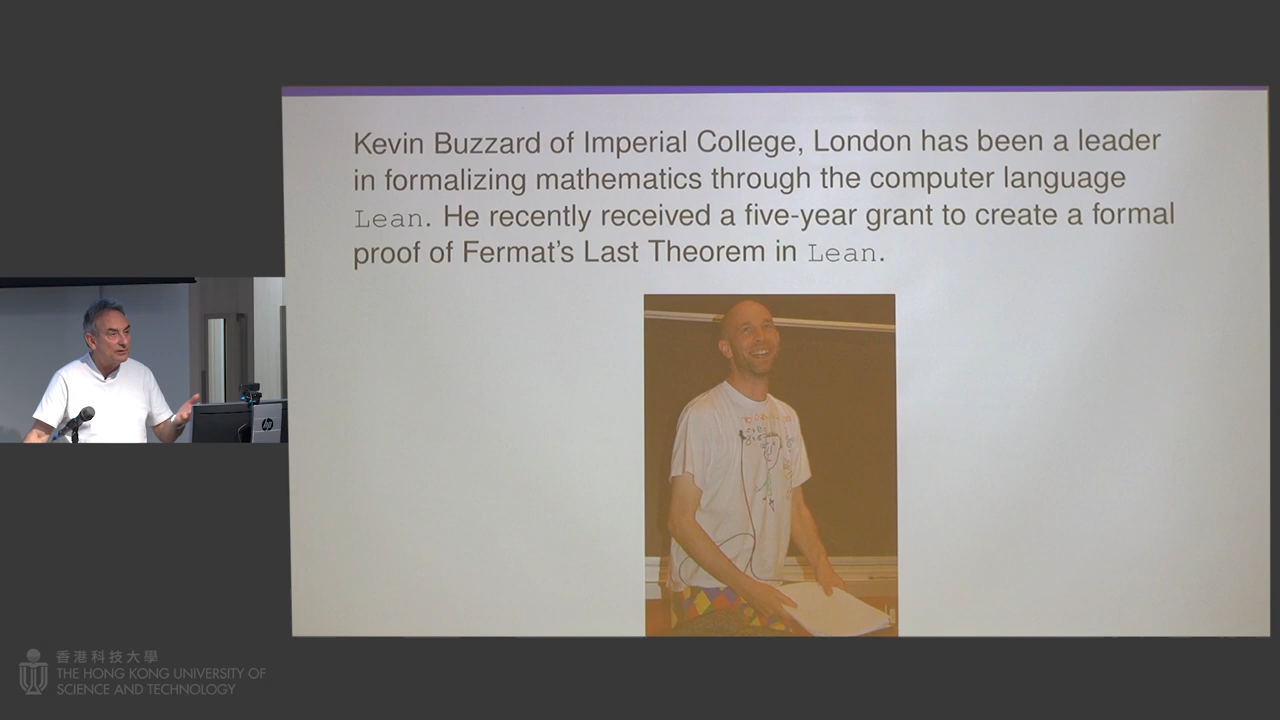 Kevin Buzzard of Imperial College, London has been a leader
in formalizing mathematics through the computer language
Lean. He recently received a five-year grant to create a formal
proof of Fermat's Last Theorem in Lean.
hp
香港科技大學
THE HONG KONG UNIVERSITY OF
SCIENCE AND TECHNOLOGY